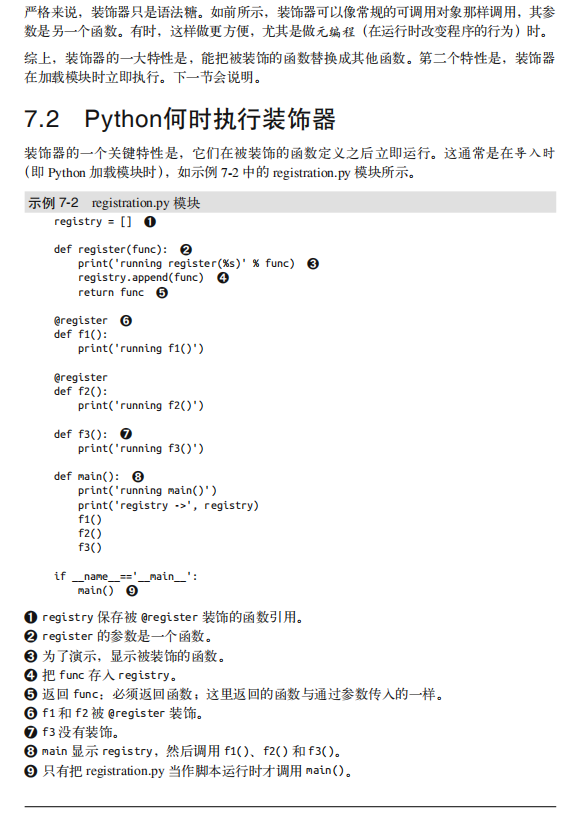 严格来说，装饰器只是语法糖。如前所示，装饰器可以像常规的可调用对象那样调用，其参
数是另一个函数。有时，这样做更方便，尤其是做元编程（在运行时改变程序的行为）时。
综上，装饰器的一大特性是，能把被装饰的函数替换成其他函数。第二个特性是，装饰器
在加载模块时立即执行。下一节会说明。
7.2 Python何时执行装饰器
装饰器的一个关键特性是，它们在被装饰的函数定义之后立即运行。这通常是在导入时
（即 Python 加载模块时），如示例 7-2 中的 registration.py 模块所示。
示例 7-2 registration.py 模块
registry = [] ❶
def register(func): ❷
    print('running register(%s)' % func) ❸
    registry.append(func) ❹
    return func ❺
@register ❻
def f1():
    print('running f1()')
@register
def f2():
    print('running f2()')
def f3(): ❼
    print('running f3()')
def main(): ❽
    print('running main()')
    print('registry ->', registry)
    f1()
    f2()
    f3()
if __name__=='__main__':
    main() ❾
❶ registry 保存被 @register 装饰的函数引用。
❷ register 的参数是一个函数。
❸ 为了演示，显示被装饰的函数。
❹ 把 func 存入 registry。
❺ 返回 func：必须返回函数；这里返回的函数与通过参数传入的一样。
❻ f1 和 f2 被 @register 装饰。
❼ f3 没有装饰。
❽ main 显示 registry，然后调用 f1()、f2() 和 f3()。
❾ 只有把 registration.py 当作脚本运行时才调用 main()。